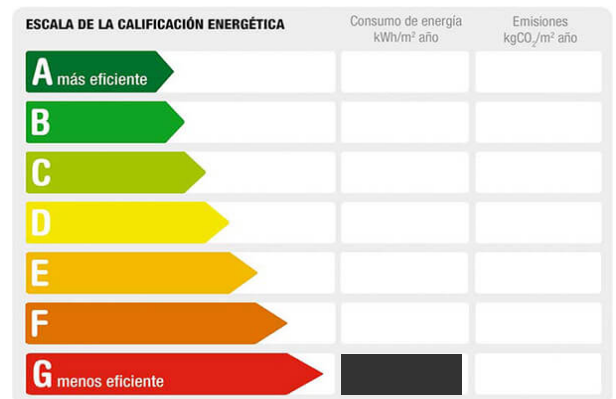 ESCALA DE LA CALIFICACIÓN ENERGÉTICA
Consumo de energía
kWh/m² año
Emisiones
kgCO₂/m² año
A más eficiente
B
C
D
E
F
G menos eficiente